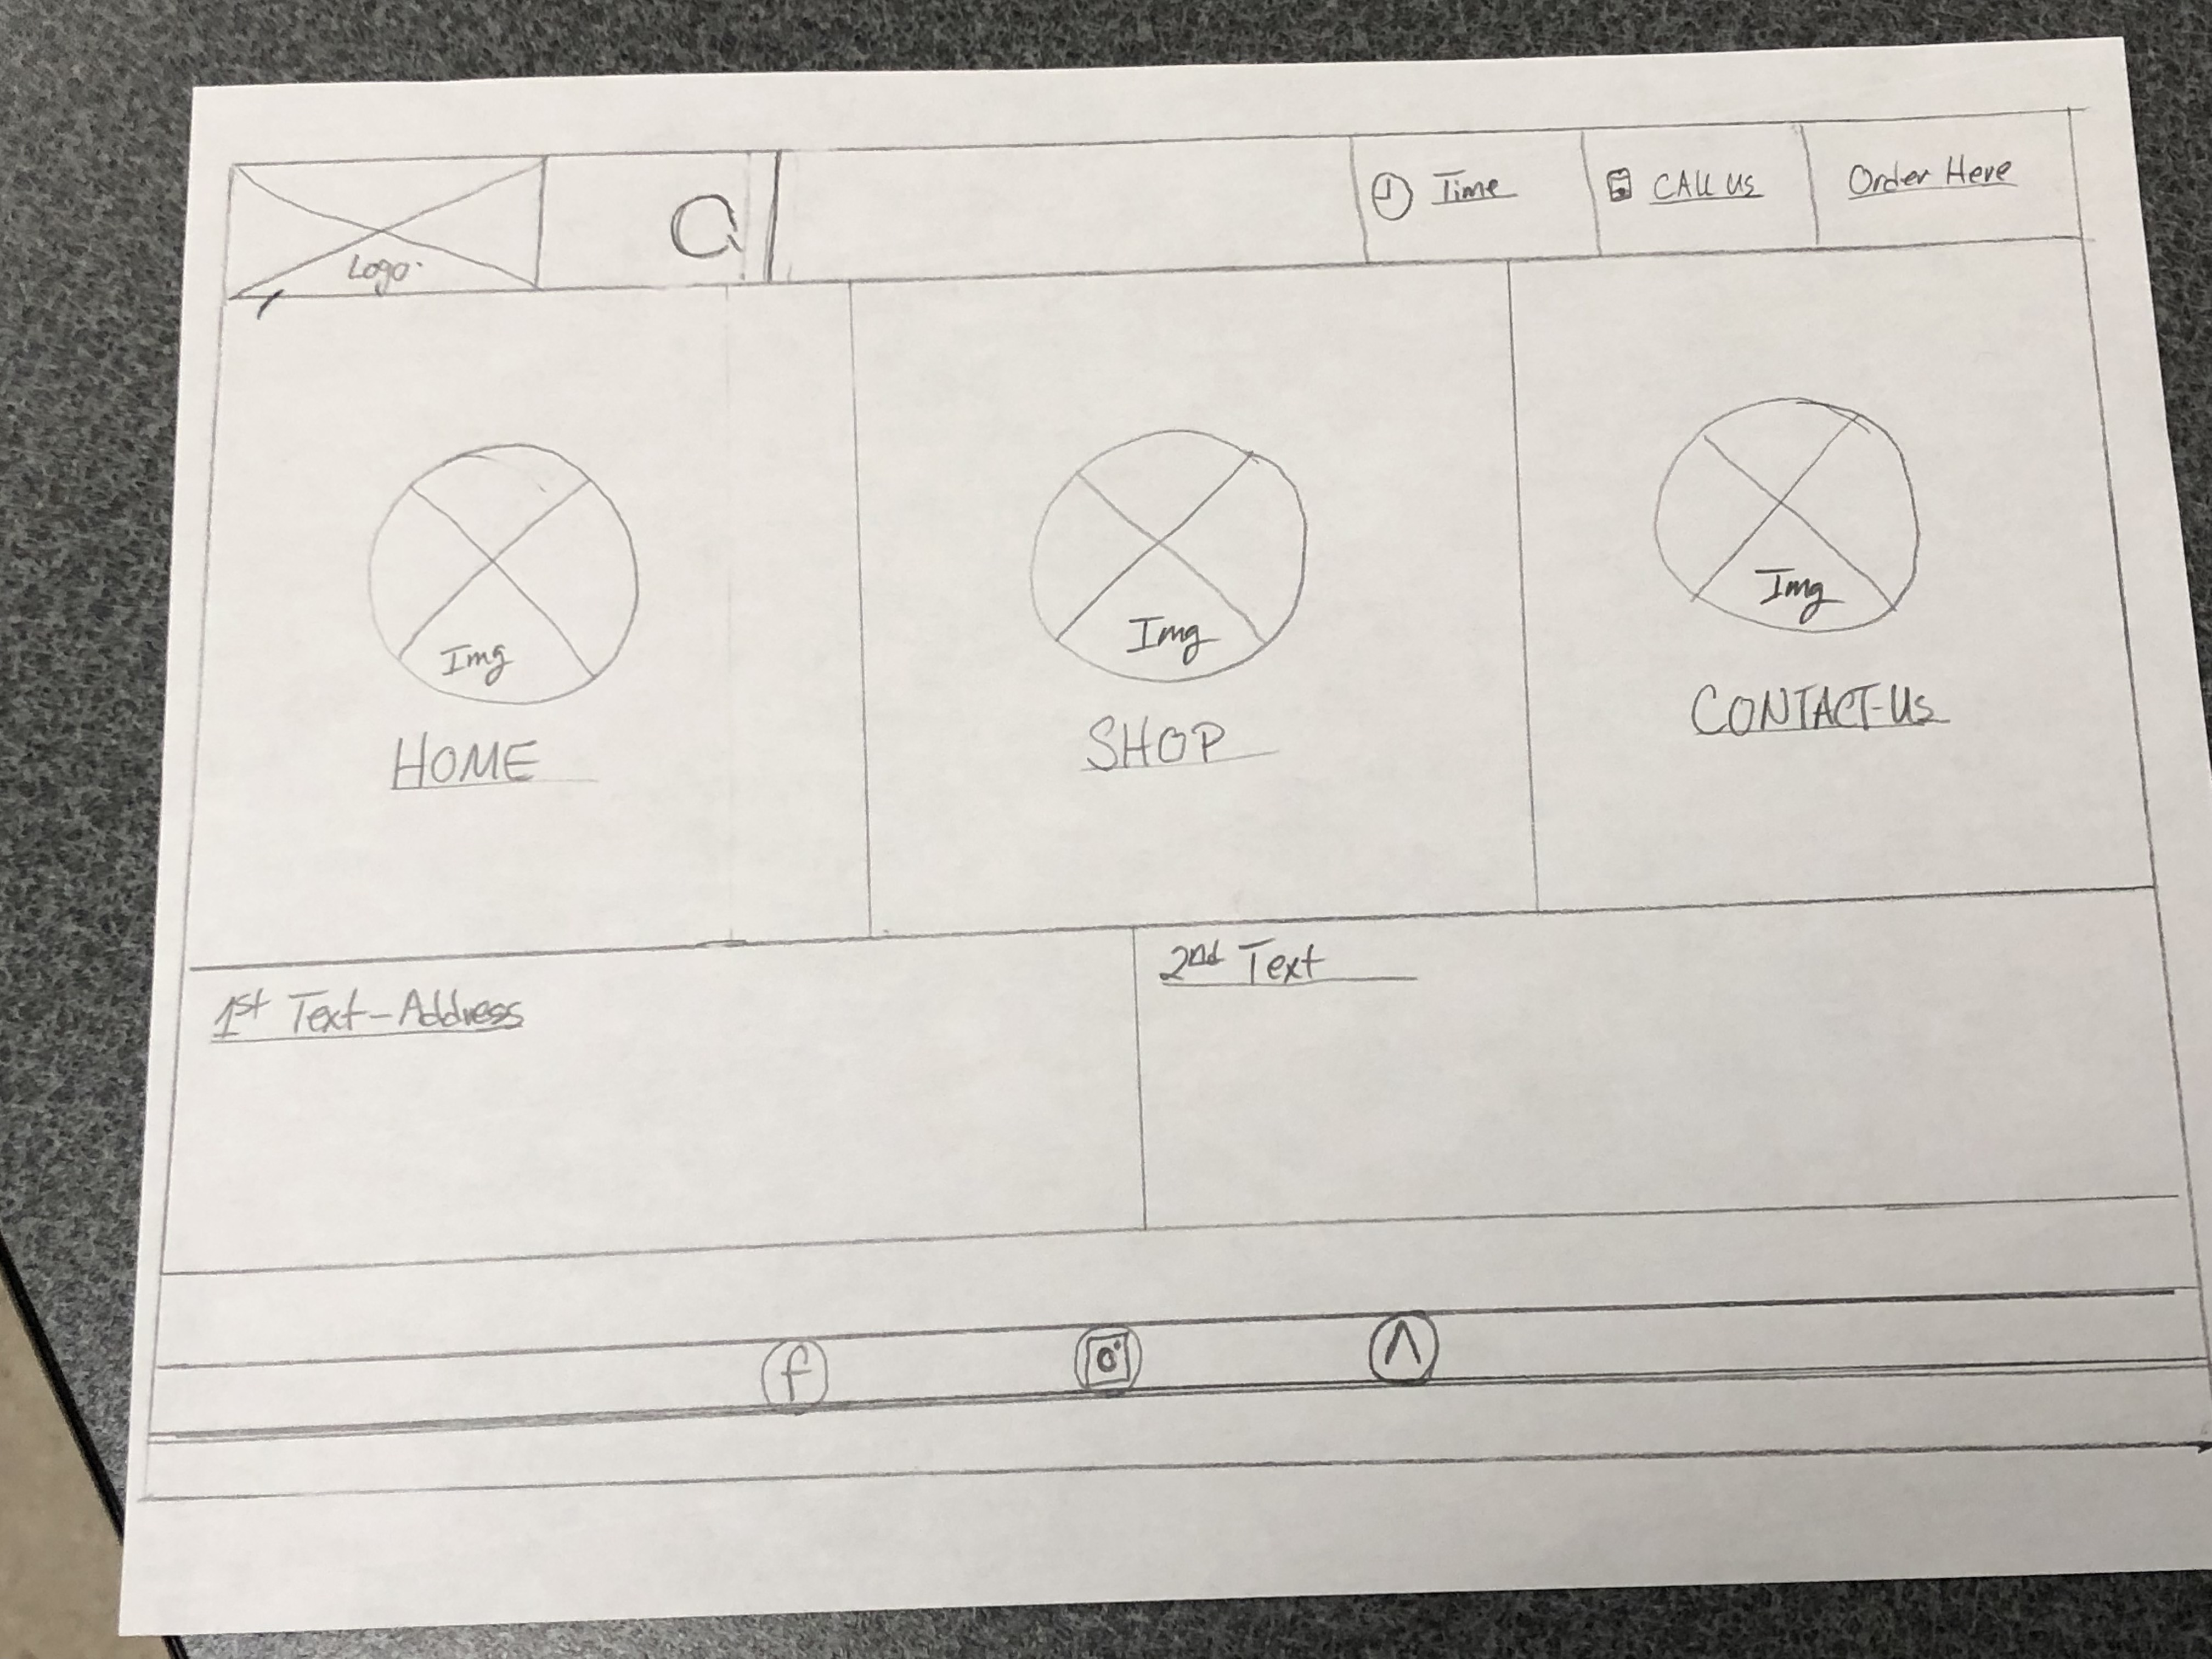 Logo
Time
CALL US
Order Here
Img
Img
Img
HOME
SHOP
CONTACT-US
1st Text-Address
2nd Text
f
V